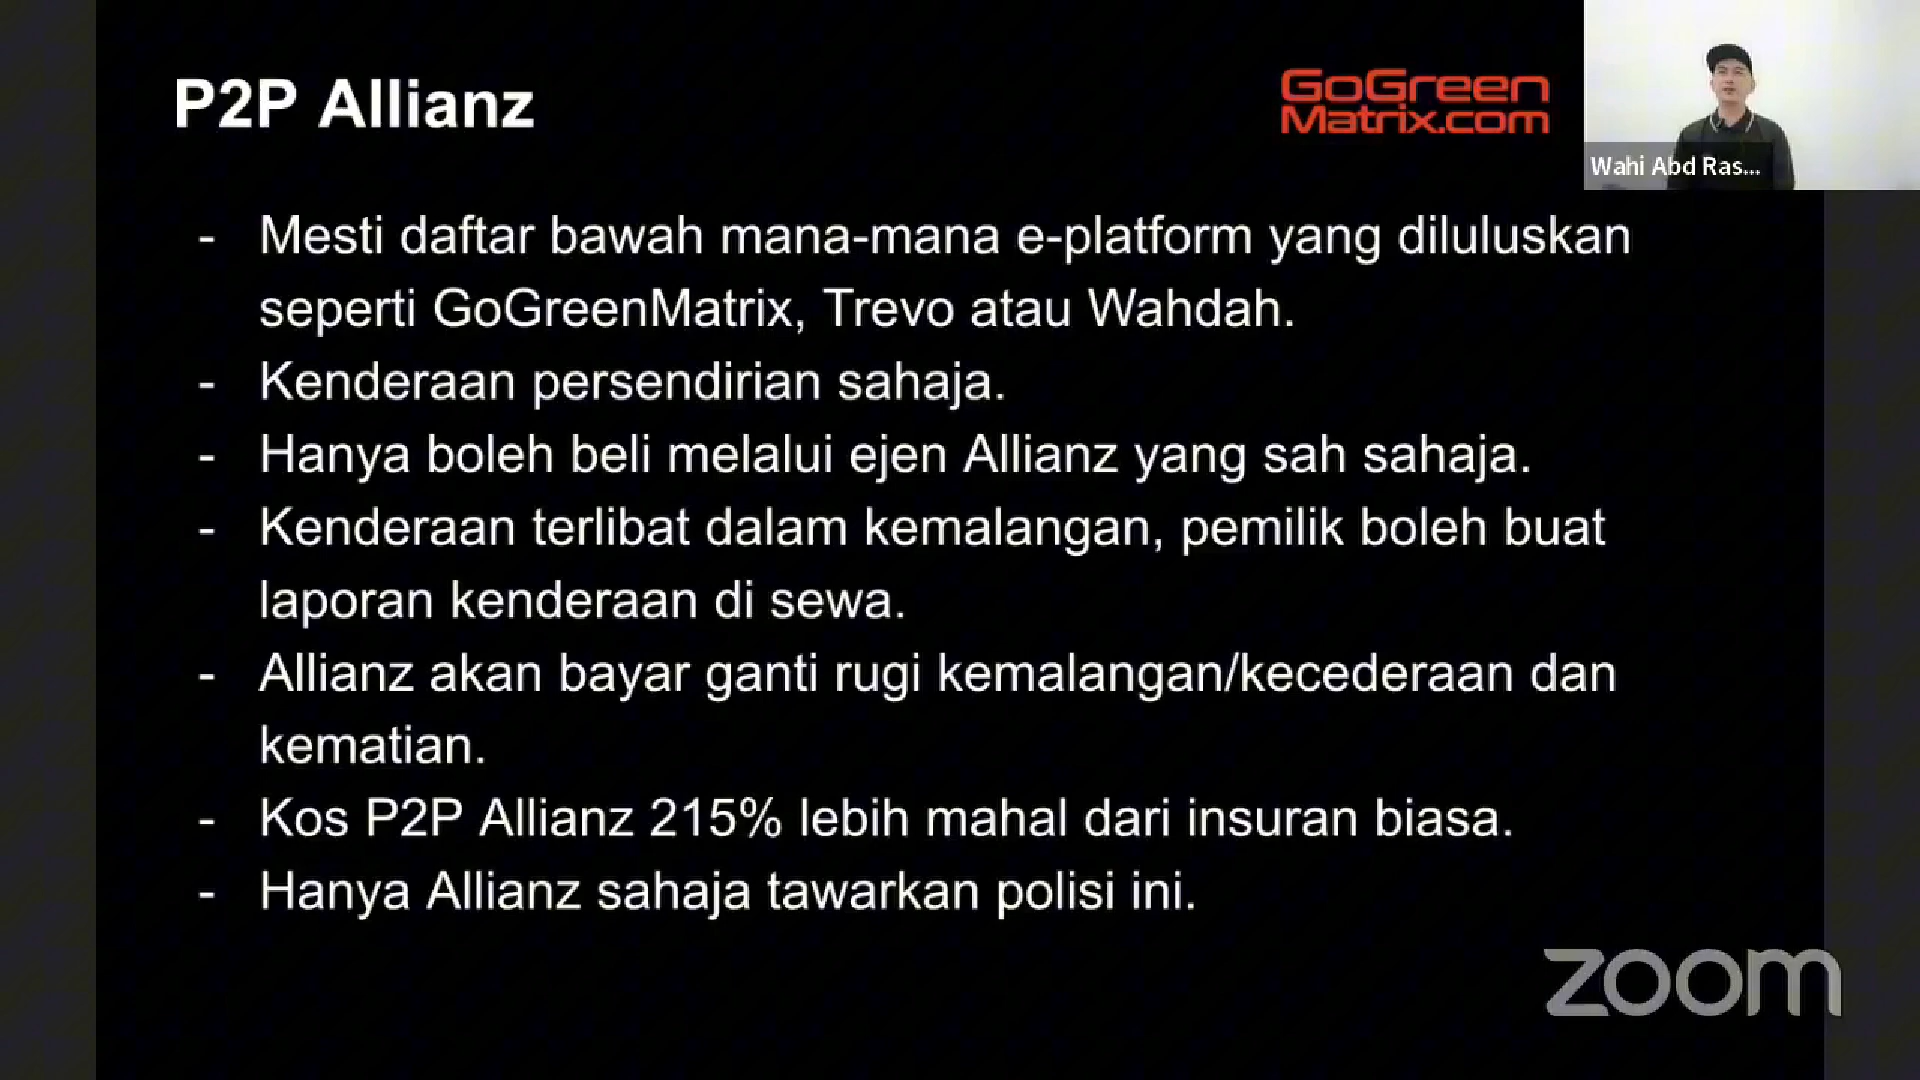 P2P Allianz
GoGreen
Matrix.com
Wahi Abd Ras...
- Mesti daftar bawah mana-mana e-platform yang diluluskan
seperti GoGreenMatrix, Trevo atau Wahdah.
- Kenderaan persendirian sahaja.
- Hanya boleh beli melalui ejen Allianz yang sah sahaja.
- Kenderaan terlibat dalam kemalangan, pemilik boleh buat
laporan kenderaan di sewa.
- Allianz akan bayar ganti rugi kemalangan/kecederaan dan
kematian.
- Kos P2P Allianz 215% lebih mahal dari insuran biasa.
- Hanya Allianz sahaja tawarkan polisi ini.
zoom